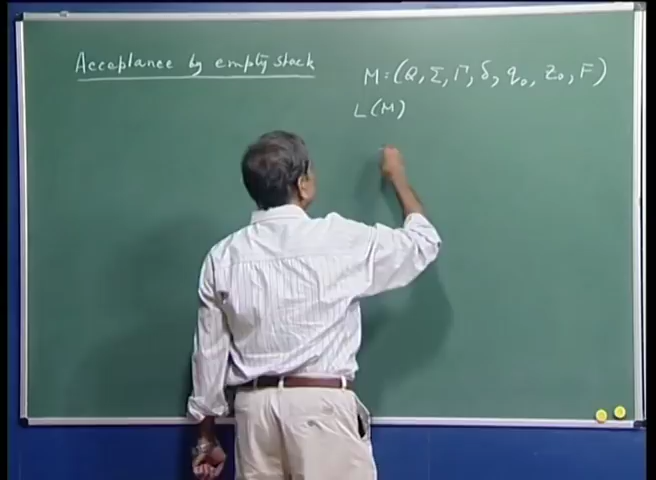 Acceptance by empty stack
M = (Q, Σ, Γ, δ, q₀, z₀, F)
L(M)